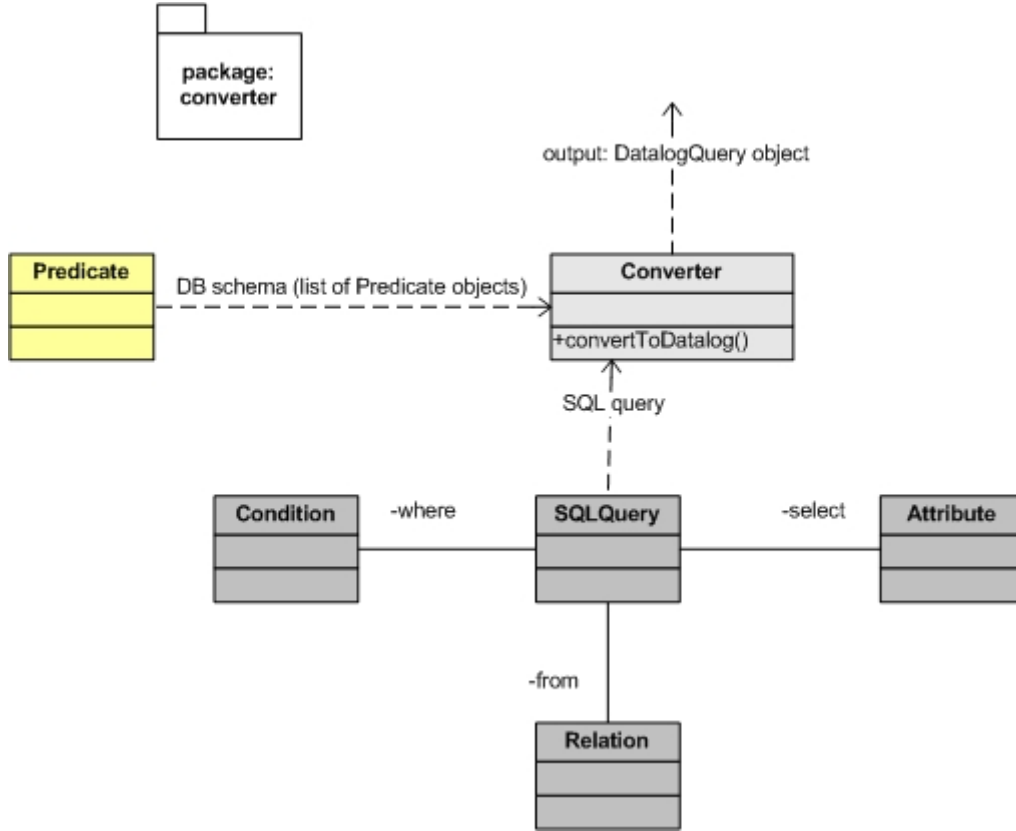 package:
converter
output: DatalogQuery object
Predicate
DB schema (list of Predicate objects)
Converter
+convertToDatalog()
SQL query
Condition
-where
SQLQuery
-select
Attribute
-from
Relation